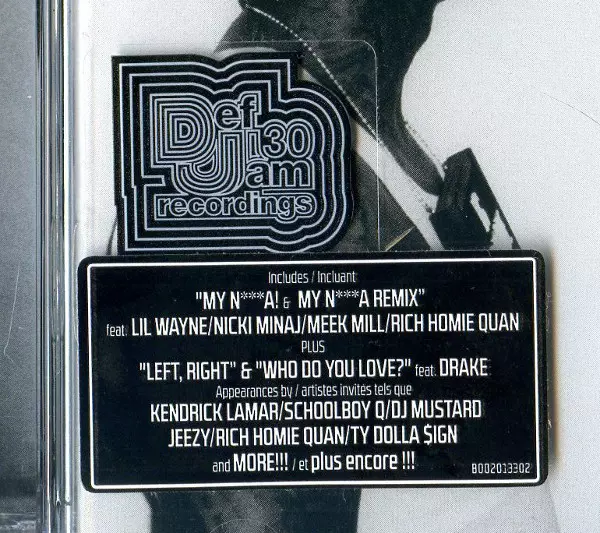 Def
Jam 30
recordings
Includes / Incluant:
"MY N***A! & MY N***A REMIX"
feat. LIL WAYNE/NICKI MINAJ/MEEK MILL/RICH HOMIE QUAN
PLUS
"LEFT, RIGHT" & "WHO DO YOU LOVE?" feat. DRAKE
Appearances by / artistes invités tels que
KENDRICK LAMAR/SCHOOLBOY Q/DJ MUSTARD
JEEZY/RICH HOMIE QUAN/TY DOLLA $IGN
and MORE!!! / et plus encore !!!
B002013302